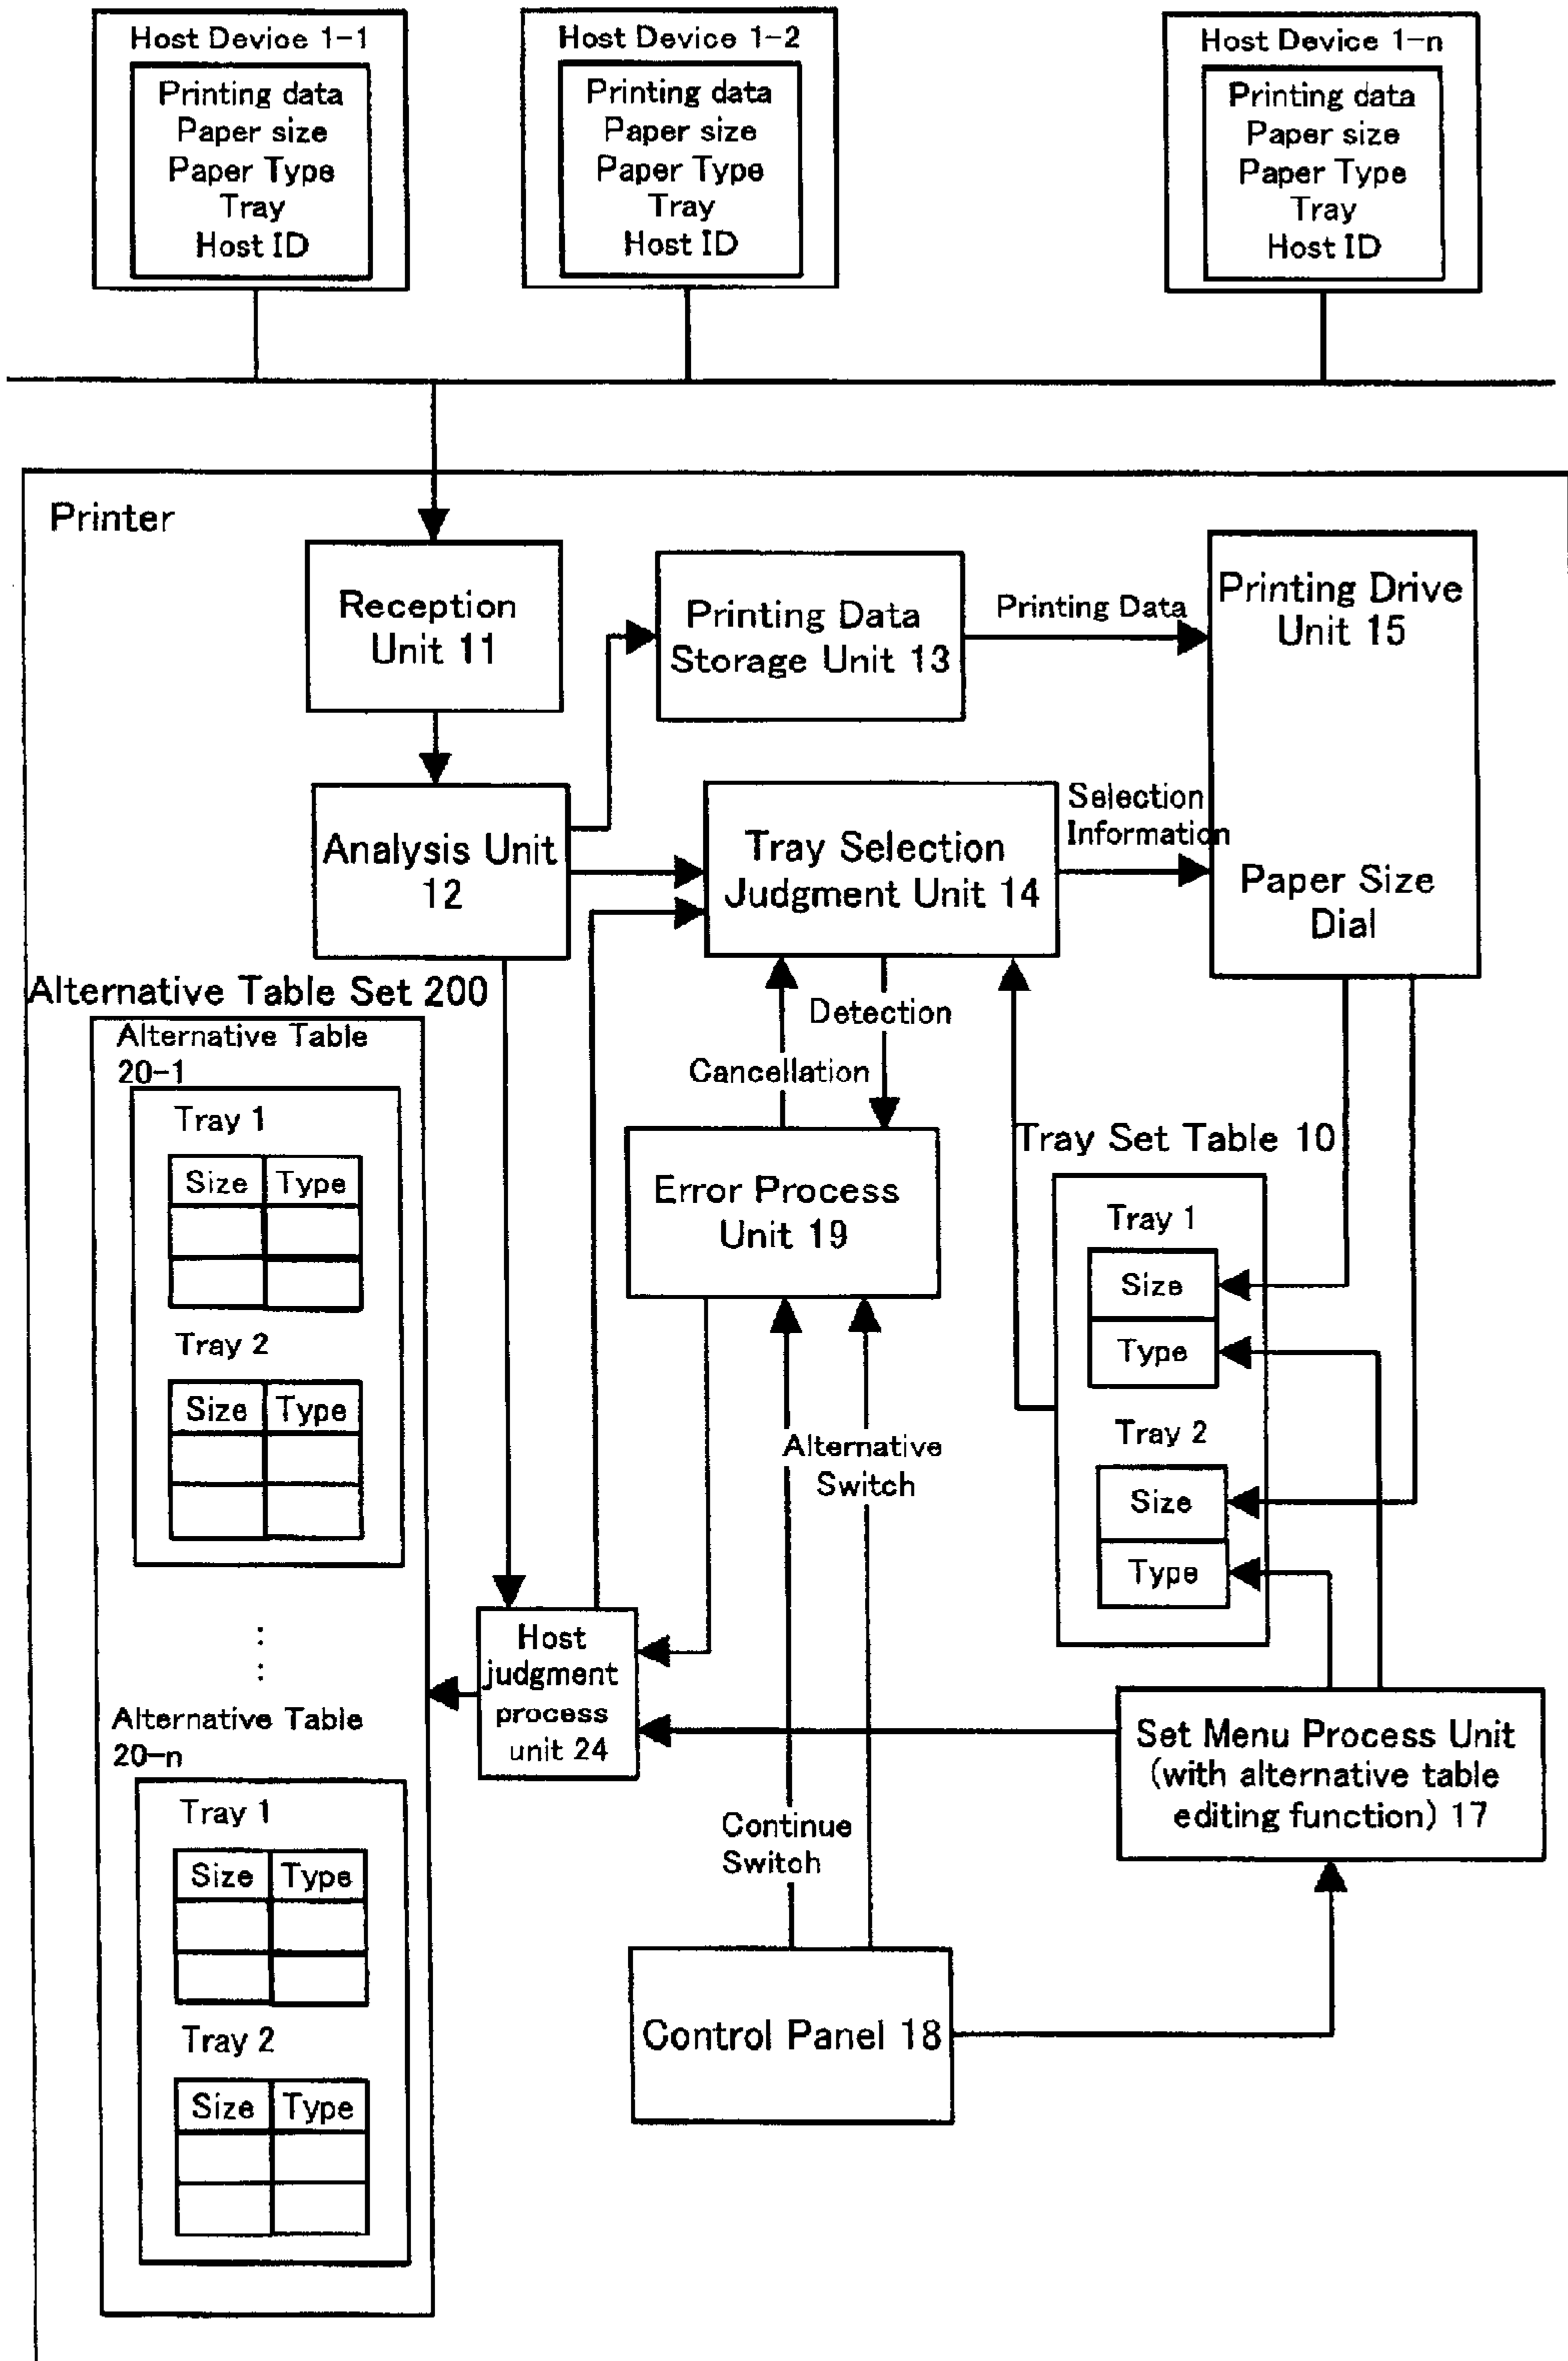 Host Device 1-1
Printing data
Paper size
Paper Type
Tray
Host ID
Host Device 1-2
Printing data
Paper size
Paper Type
Tray
Host ID
Host Device 1-n
Printing data
Paper size
Paper Type
Tray
Host ID
Printer
Reception
Unit 11
Printing Data
Storage Unit 13
Printing Data
Printing Drive
Unit 15
Paper Size
Dial
Analysis Unit
12
Tray Selection
Judgment Unit 14
Selection
Information
Alternative Table Set 200
Alternative Table
20-1
Tray 1
Size Type
Tray 2
Size Type
Alternative Table
20-n
Tray 1
Size Type
Tray 2
Size Type
Detection
Cancellation
Error Process
Unit 19
Tray Set Table 10
Tray 1
Size
Type
Tray 2
Size
Type
Alternative
Switch
Host
judgment
process
unit 24
Set Menu Process Unit
(with alternative table
editing function) 17
Continue
Switch
Control Panel 18